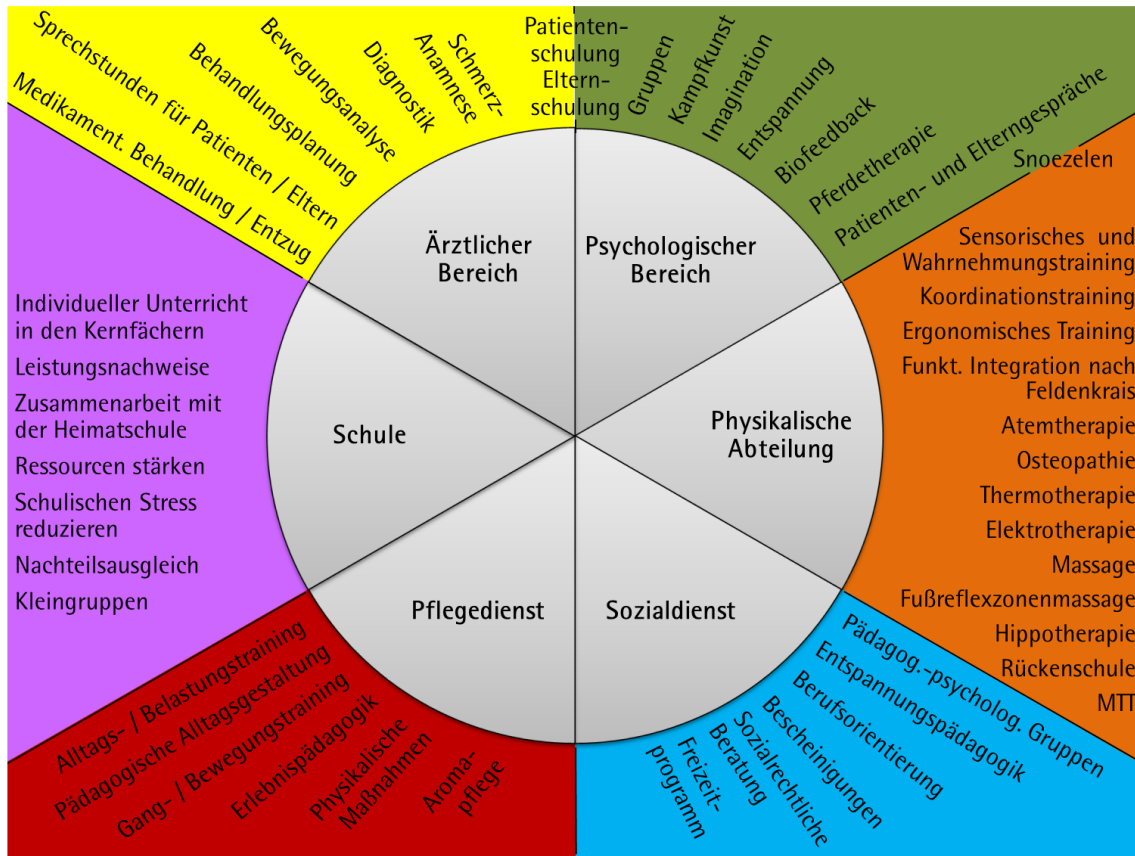 Medikament. Behandlung / Entzug
Sprechstunden für Patienten / Eltern
Behandlungsplanung
Bewegungsanalyse
Diagnostik
Schmerz-
Anamnese
Patienten-
schulung
Eltern-
schulung
Gruppen
Kampfkunst
Imagination
Entspannung
Biofeedback
Pferdetherapie
Patienten- und Elterngespräche
Snoezelen
Sensorisches und
Wahrnehmungstraining
Koordinationstraining
Ergonomisches Training
Funkt. Integration nach
Feldenkrais
Atemtherapie
Osteopathie
Thermotherapie
Elektrotherapie
Massage
Fußreflexzonenmassage
Hippotherapie
Rückenschule
MTT
Pädagog.-psycholog. Gruppen
Entspannungspädagogik
Berufsorientierung
Bescheinigungen
Sozialrechtliche
Beratung
Freizeit-
programm
Aroma-
pflege
Physikalische
Maßnahmen
Erlebnispädagogik
Gang- / Bewegungstraining
Pädagogische Alltagsgestaltung
Alltags- / Belastungstraining
Individueller Unterricht
in den Kernfächern
Leistungsnachweise
Zusammenarbeit mit
der Heimatschule
Ressourcen stärken
Schulischen Stress
reduzieren
Nachteilsausgleich
Kleingruppen
Ärztlicher
Bereich
Psychologischer
Bereich
Physikalische
Abteilung
Sozialdienst
Pflegedienst
Schule